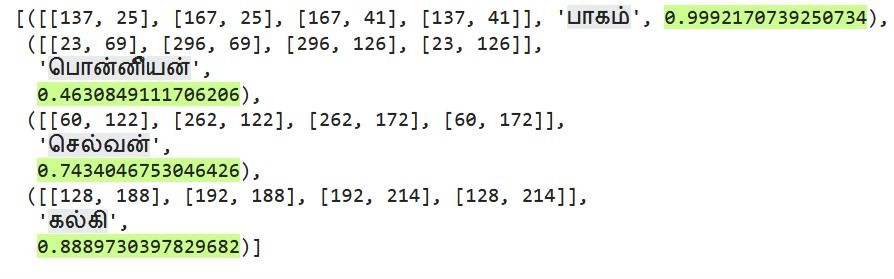 [([[137, 25], [167, 25], [167, 41], [137, 41]], 'பாகம்', 0.9992170739250734),
([[23, 69], [296, 69], [296, 126], [23, 126]],
'பொன்னீியன்',
0.4630849111706206),
([[60, 122], [262, 122], [262, 172], [60, 172]],
'செல்வன்',
0.7434046753046426),
([[128, 188], [192, 188], [192, 214], [128, 214]],
'கல்கி',
0.8889730397829682)]